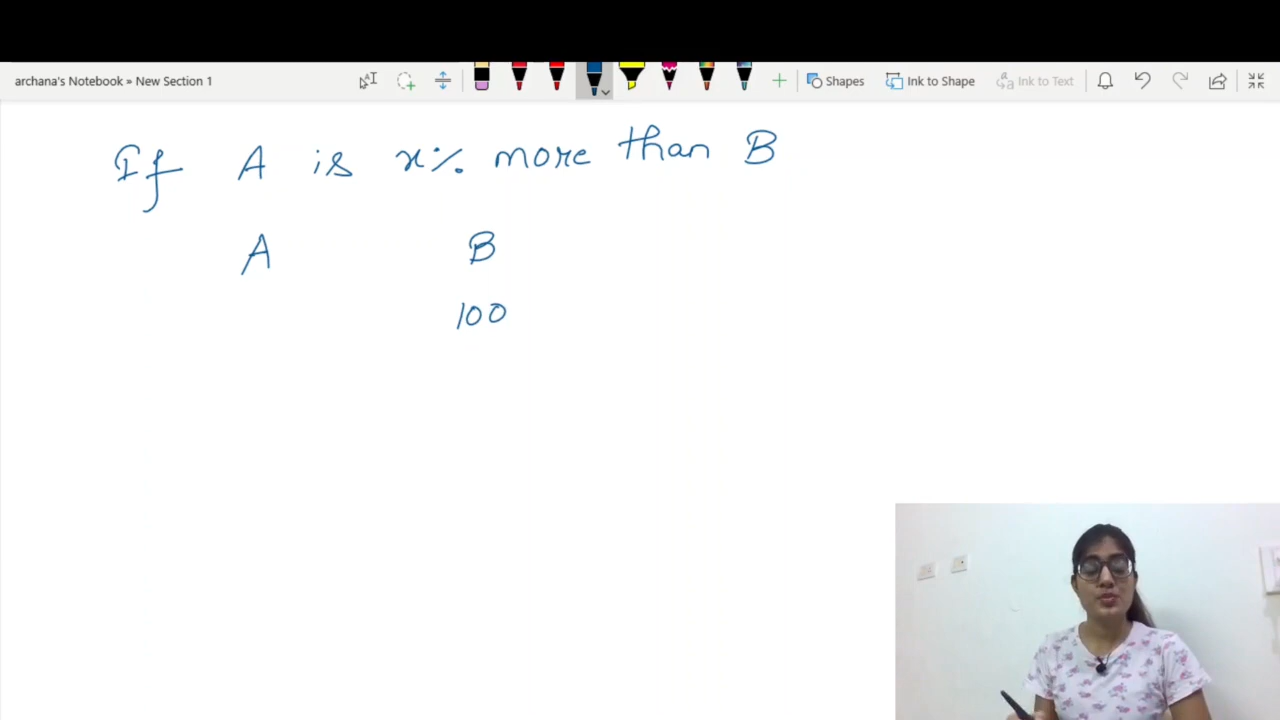 archana's Notebook » New Section 1
Shapes Ink to Shape Ink to Text
If A is x% more than B
A B
100